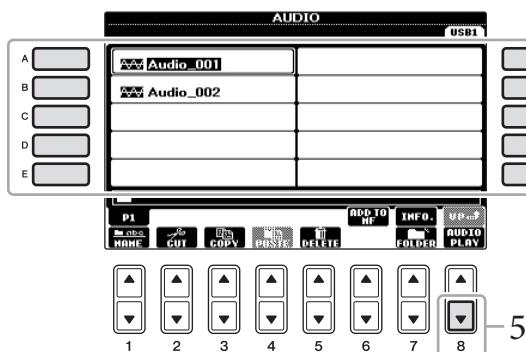 AUDIO
USB1
A
Audio_001
B
Audio_002
C
D
E
P1
ADD TO MF
INFO.
UP
abc
NAME
CUT
COPY
PASTE
DELETE
FOLDER
AUDIO PLAY
1
2
3
4
5
6
7
8
5